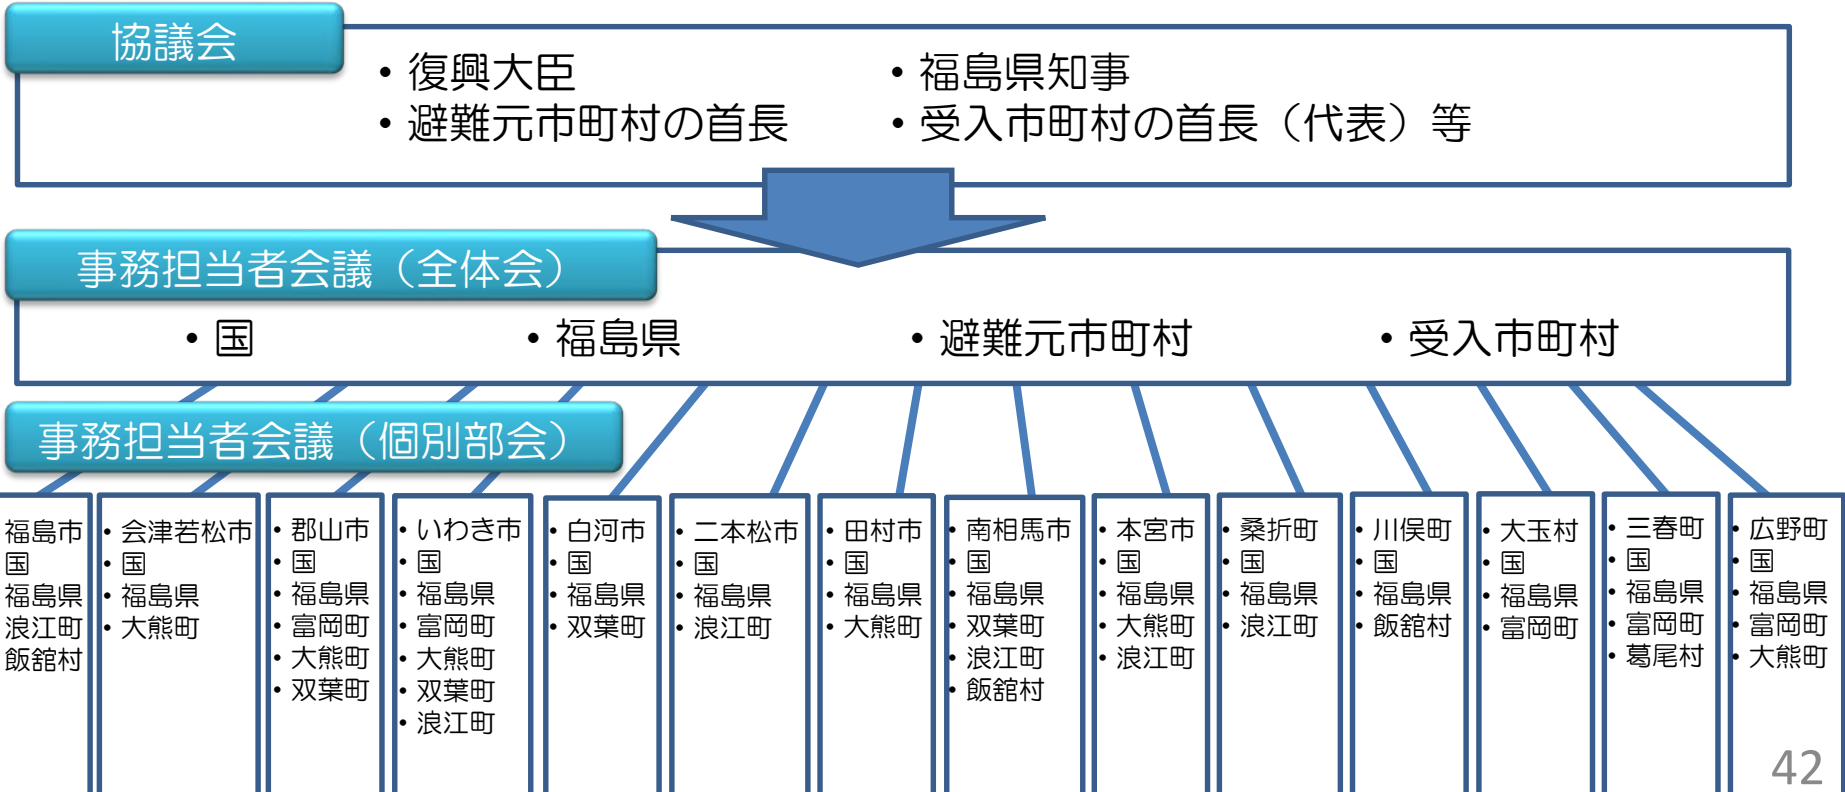 協議会
・復興大臣
・福島県知事
・避難元市町村の首長
・受入市町村の首長（代表）等
事務担当者会議（全体会）
・国
・福島県
・避難元市町村
・受入市町村
事務担当者会議（個別部会）
福島市
国
福島県
浪江町
飯舘村
・会津若松市
・国
・福島県
・大熊町
・郡山市
・国
・福島県
・富岡町
・大熊町
・双葉町
・いわき市
・国
・福島県
・富岡町
・大熊町
・双葉町
・浪江町
・白河市
・国
・福島県
・双葉町
・二本松市
・国
・福島県
・浪江町
・田村市
・国
・福島県
・大熊町
・南相馬市
・国
・福島県
・双葉町
・浪江町
・飯舘村
・本宮市
・国
・福島県
・大熊町
・浪江町
・桑折町
・国
・福島県
・浪江町
・川俣町
・国
・福島県
・飯舘村
・大玉村
・国
・福島県
・富岡町
・三春町
・国
・福島県
・富岡町
・葛尾村
・広野町
・国
・福島県
・富岡町
・大熊町
42